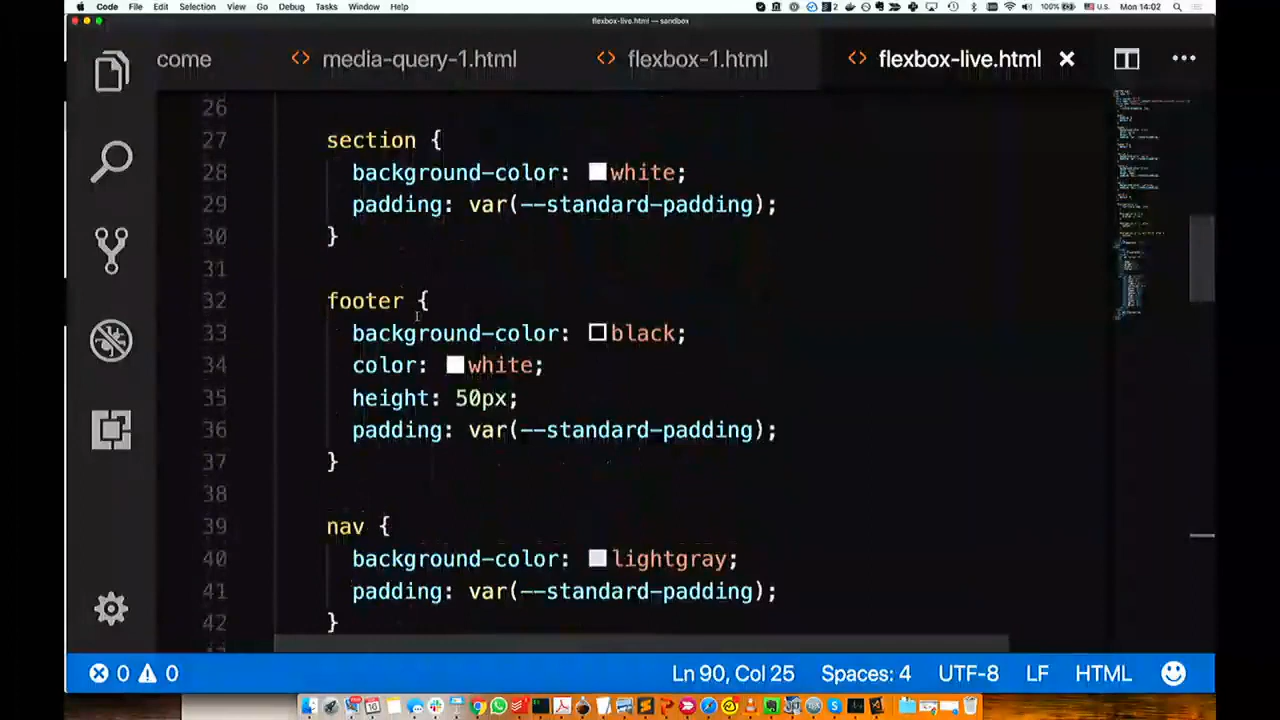 Code File Edit Selection View Go Debug Tasks Window Help 2 100% U.S. Mon 14:02
flexbox-live.html — sandbox
come media-query-1.html flexbox-1.html flexbox-live.html
26
27 section {
28 background-color: white;
29 padding: var(--standard-padding);
30 }
31
32 footer {
33 background-color: black;
34 color: white;
35 height: 50px;
36 padding: var(--standard-padding);
37 }
38
39 nav {
40 background-color: lightgray;
41 padding: var(--standard-padding);
42 }
0 0 Ln 90, Col 25 Spaces: 4 UTF-8 LF HTML